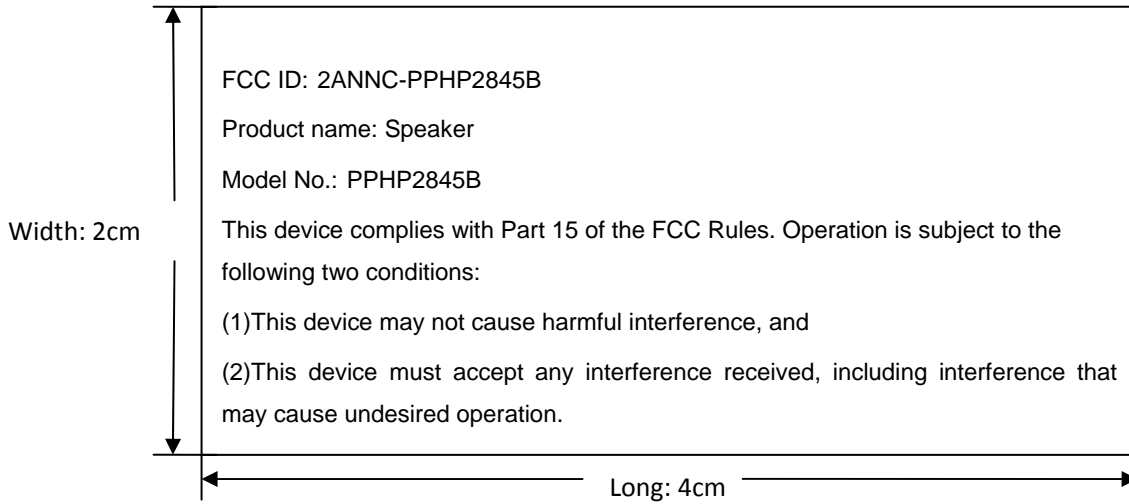 FCC ID: 2ANNC-PPHP2845B
Product name: Speaker
Model No.: PPHP2845B
Width: 2cm
This device complies with Part 15 of the FCC Rules. Operation is subject to the
following two conditions:
(1)This device may not cause harmful interference, and
(2)This device must accept any interference received, including interference that
may cause undesired operation.
Long: 4cm